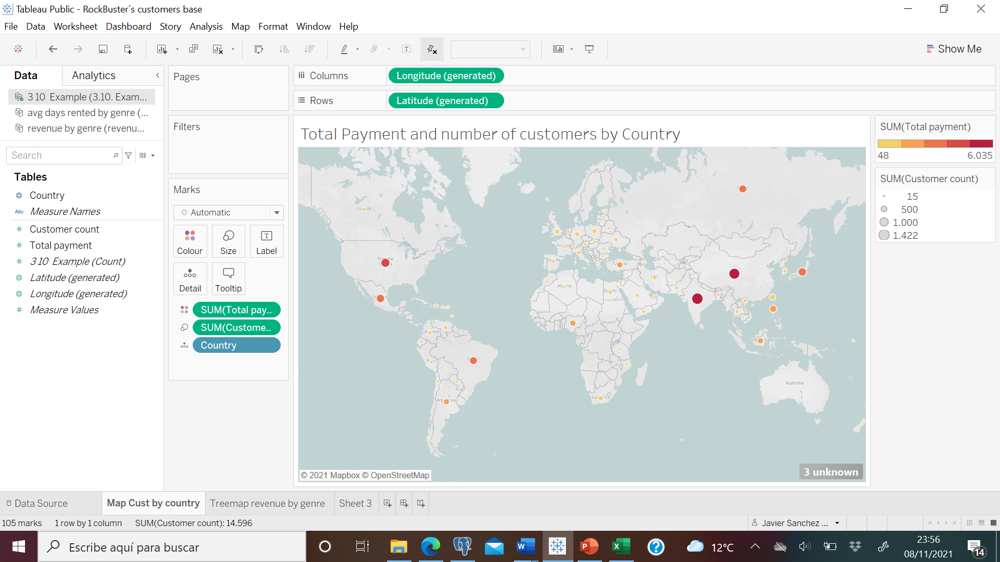 Tableau Public - RockBuster´s customers base
File Data Worksheet Dashboard Story Analysis Map Format Window Help
Show Me
Data
Analytics
3 10 Example (3.10. Exam...
avg days rented by genre (...
revenue by genre (revenu...
Search
Tables
Country
Abc Measure Names
Customer count
Total payment
3 10 Example (Count)
Latitude (generated)
Longitude (generated)
Measure Values
Pages
Filters
Marks
Automatic
Colour
Size
Label
Detail
Tooltip
SUM(Total pay..
SUM(Custome..
Country
Columns
Longitude (generated)
Rows
Latitude (generated)
Total Payment and number of customers by Country
España
Colombia
Australia
© 2021 Mapbox © OpenStreetMap
3 unknown
SUM(Total payment)
48
6.035
SUM(Customer count)
15
500
1.000
1.422
Data Source
Map Cust by country
Treemap revenue by genre
Sheet 3
105 marks
1 row by 1 column
SUM(Customer count): 14.596
Javier Sanchez ...
Escribe aquí para buscar
12°C
23:56
08/11/2021
14